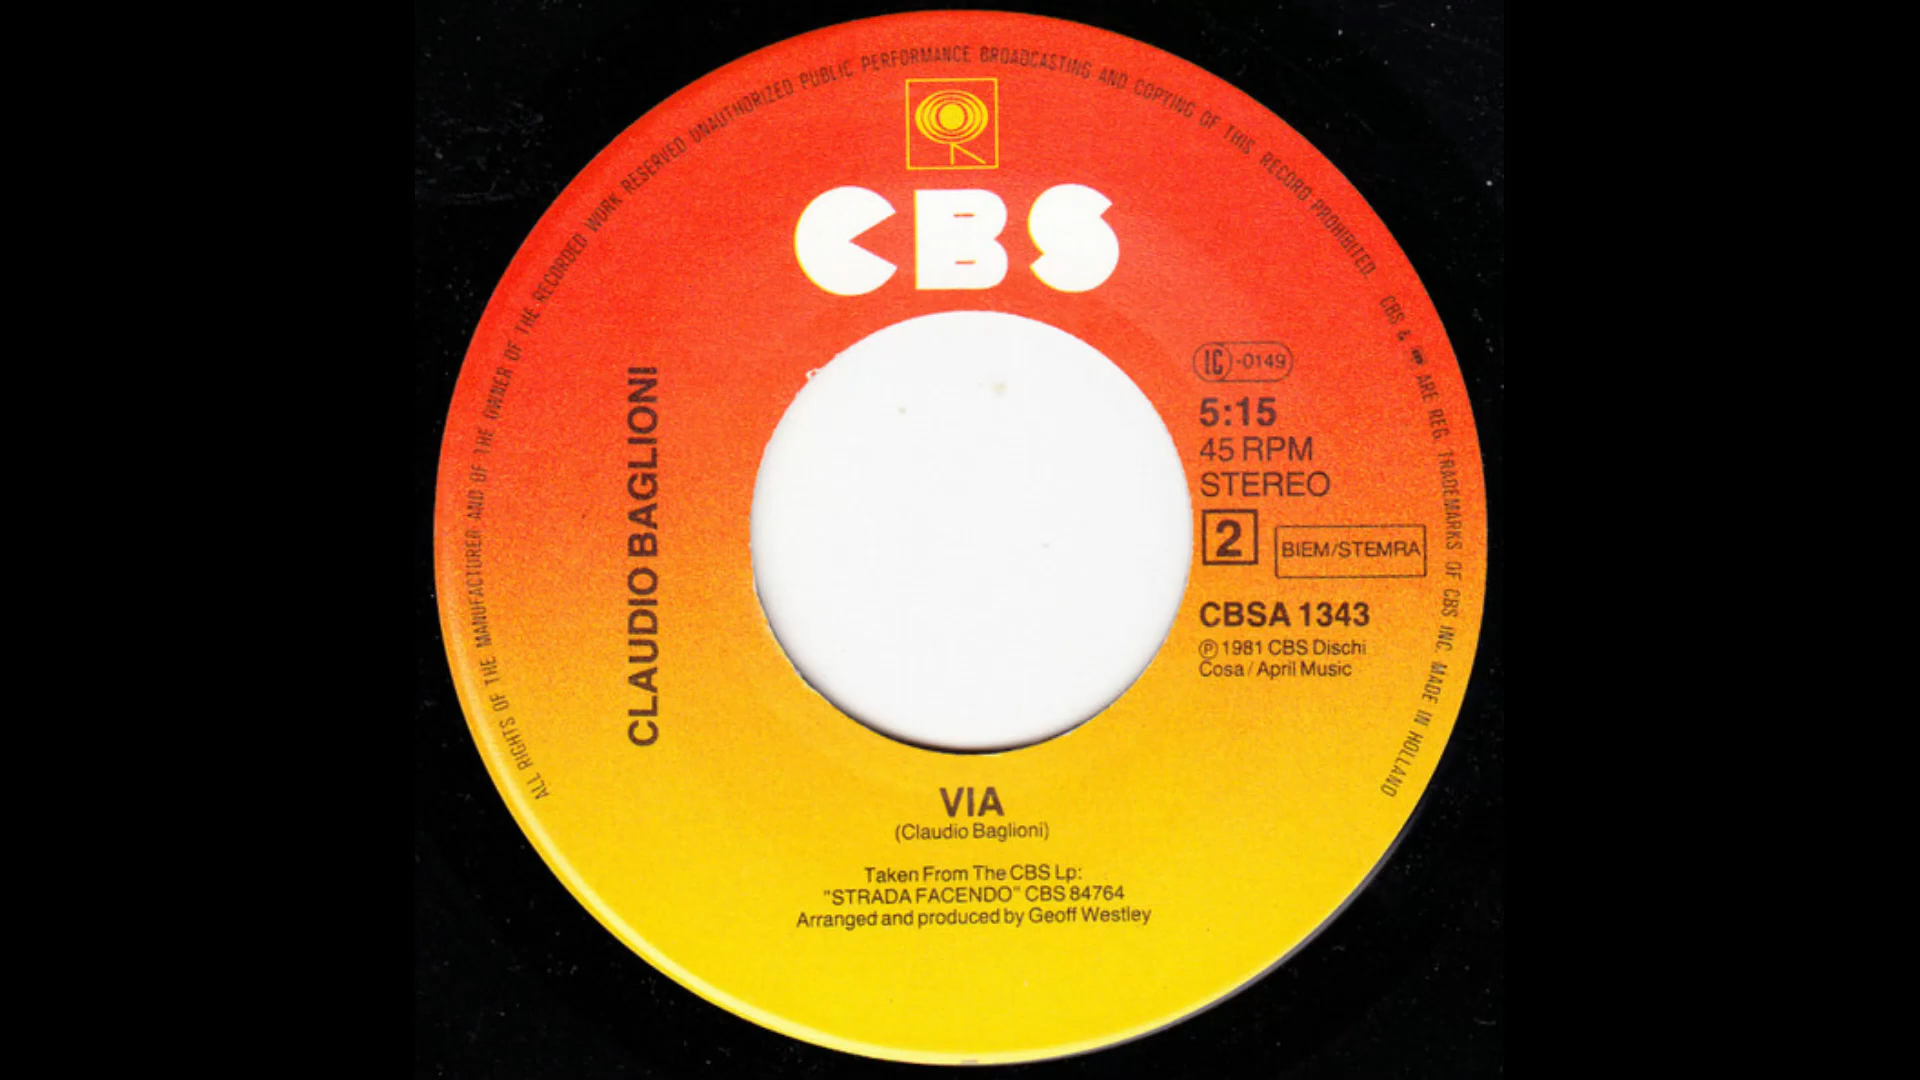 ALL RIGHTS OF THE MANUFACTURER AND OF THE OWNER OF THE RECORDED WORK RESERVED UNAUTHORIZED PUBLIC PERFORMANCE BROADCASTING AND COPYING OF THIS RECORD PROHIBITED. CBS & ARE REG. TRADEMARKS OF CBS INC. MADE IN HOLLAND
CBS
CLAUDIO BAGLIONI
LC-0149
5:15
45 RPM
STEREO
2
BIEM/STEMRA
CBSA 1343
℗ 1981 CBS Dischi
Cosa / April Music
VIA
(Claudio Baglioni)
Taken From The CBS Lp:
"STRADA FACENDO" CBS 84764
Arranged and produced by Geoff Westley